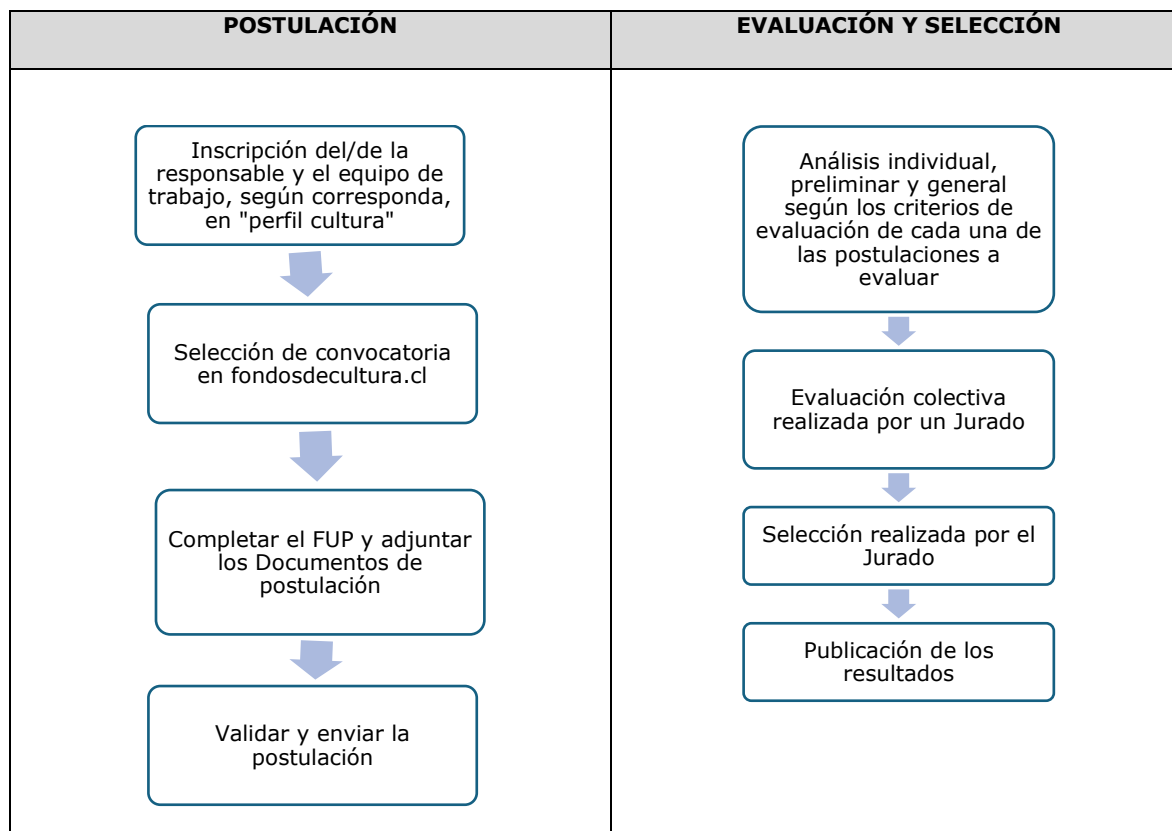 POSTULACIÓN
Inscripción del/de la
responsable y el equipo de
trabajo, según corresponda,
en "perfil cultura"
Selección de convocatoria
en fondosdecultura.cl
Completar el FUP y adjuntar
los Documentos de
postulación
Validar y enviar la
postulación
EVALUACIÓN Y SELECCIÓN
Análisis individual,
preliminar y general
según los criterios de
evaluación de cada una de
las postulaciones a
evaluar
Evaluación colectiva
realizada por un Jurado
Selección realizada por el
Jurado
Publicación de los
resultados